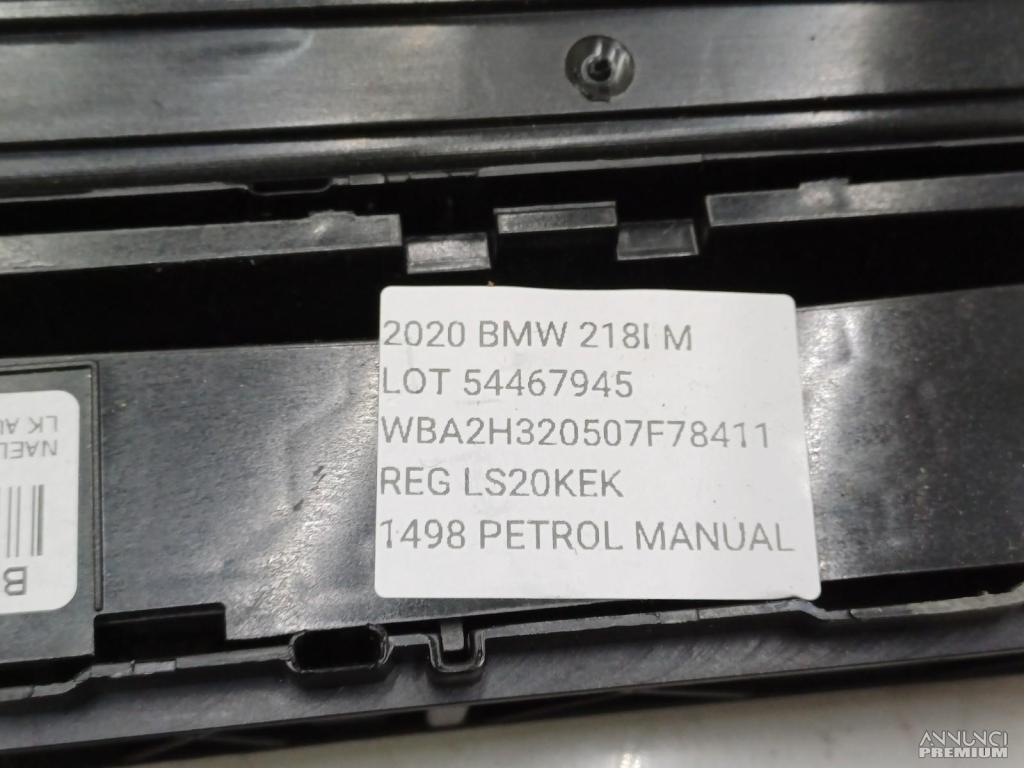 2020 BMW 218I M
LOT 54467945
WBA2H320507F78411
REG LS20KEK
1498 PETROL MANUAL
ANNUNCI
PREMIUM